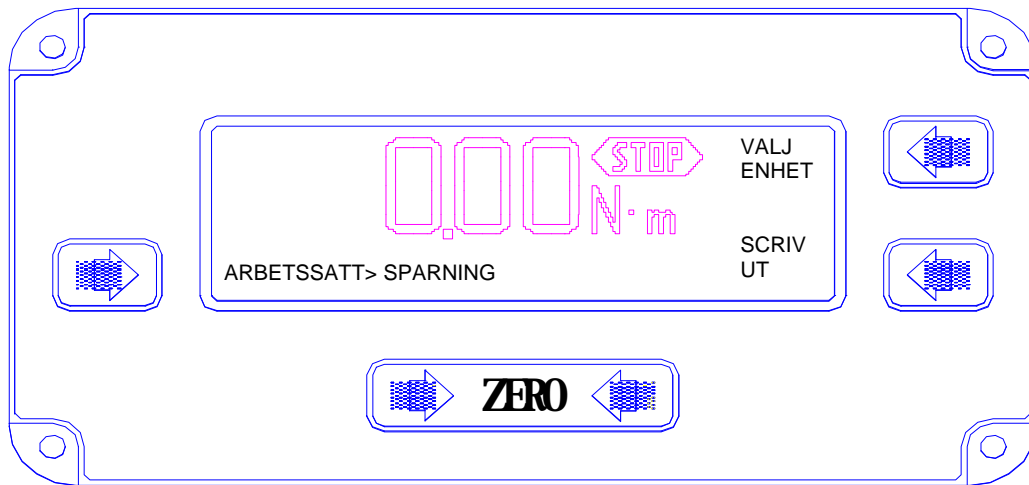 0.00
STOP
N·m
VALJ
ENHET
SCRIV
UT
ARBETSSATT> SPARNING
ZERO